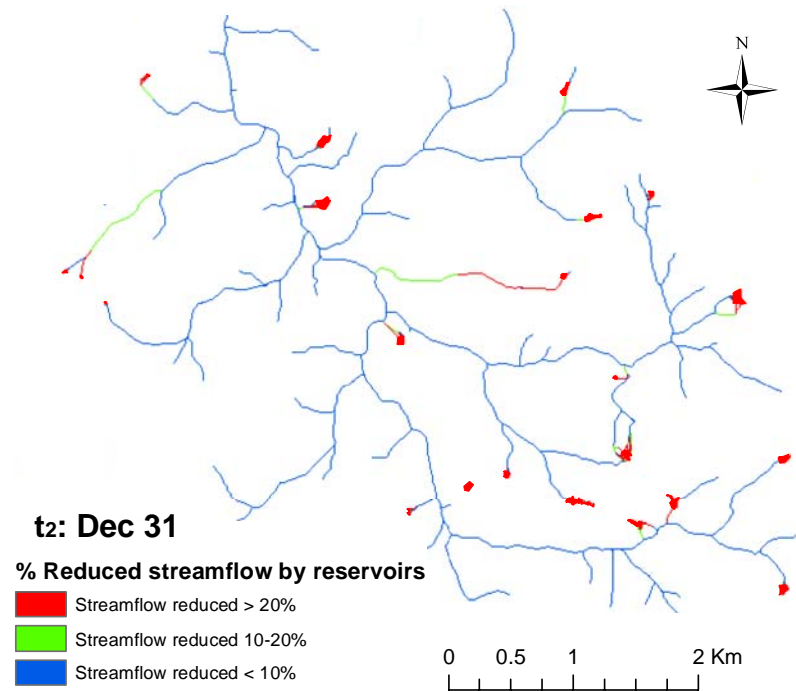 N
t2: Dec 31
% Reduced streamflow by reservoirs
Streamflow reduced > 20%
Streamflow reduced 10-20%
Streamflow reduced < 10%
0 0.5 1 2 Km